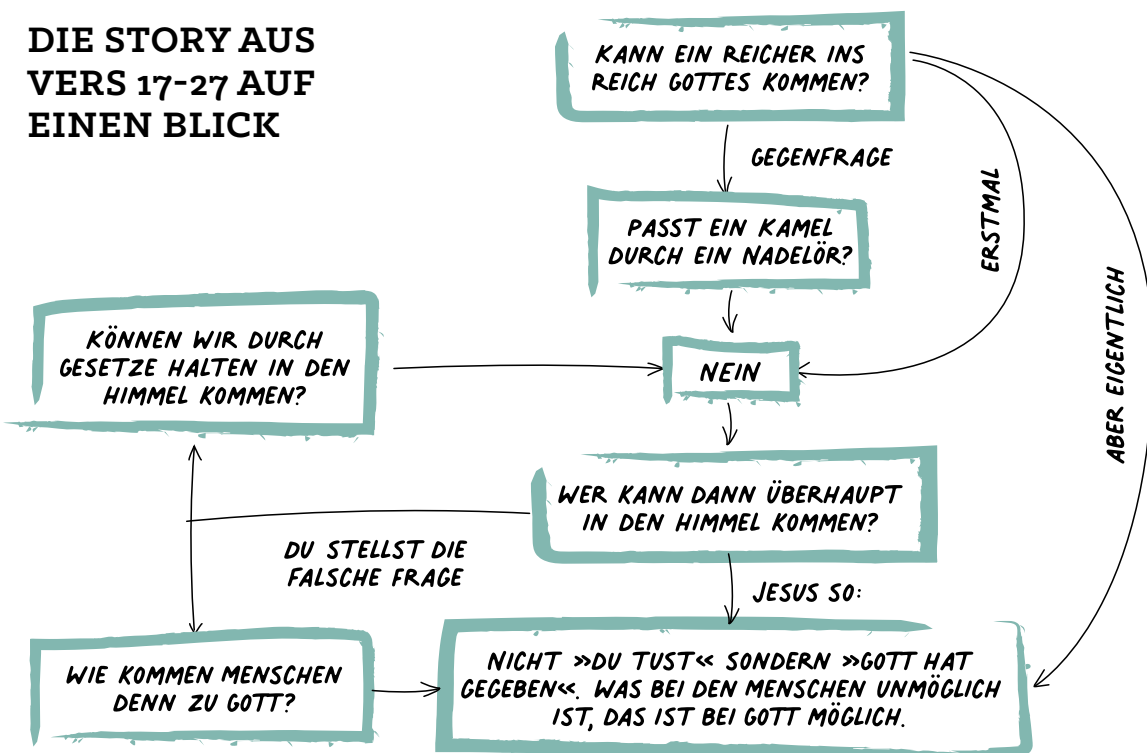 DIE STORY AUS
VERS 17-27 AUF
EINEN BLICK
KANN EIN REICHER INS
REICH GOTTES KOMMEN?
GEGENFRAGE
ERSTMAL
PASST EIN KAMEL
DURCH EIN NADELÖR?
ABER EIGENTLICH
KÖNNEN WIR DURCH
GESETZE HALTEN IN DEN
HIMMEL KOMMEN?
NEIN
WER KANN DANN ÜBERHAUPT
IN DEN HIMMEL KOMMEN?
DU STELLST DIE
FALSCHE FRAGE
JESUS SO:
WIE KOMMEN MENSCHEN
DENN ZU GOTT?
NICHT »DU TUST« SONDERN »GOTT HAT
GEGEBEN«. WAS BEI DEN MENSCHEN UNMÖGLICH
IST, DAS IST BEI GOTT MÖGLICH.